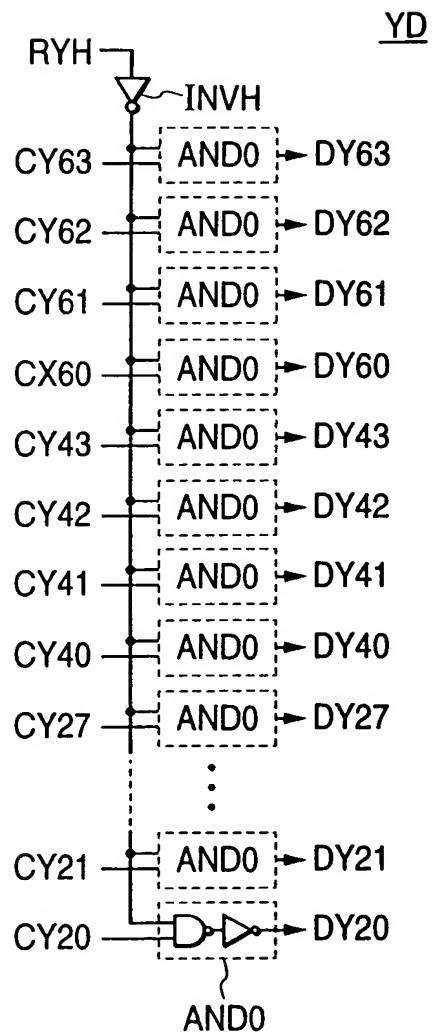 YD
RYH
INVH
CY63 AND0 DY63
CY62 AND0 DY62
CY61 AND0 DY61
CX60 AND0 DY60
CY43 AND0 DY43
CY42 AND0 DY42
CY41 AND0 DY41
CY40 AND0 DY40
CY27 AND0 DY27
CY21 AND0 DY21
CY20 DY20
AND0